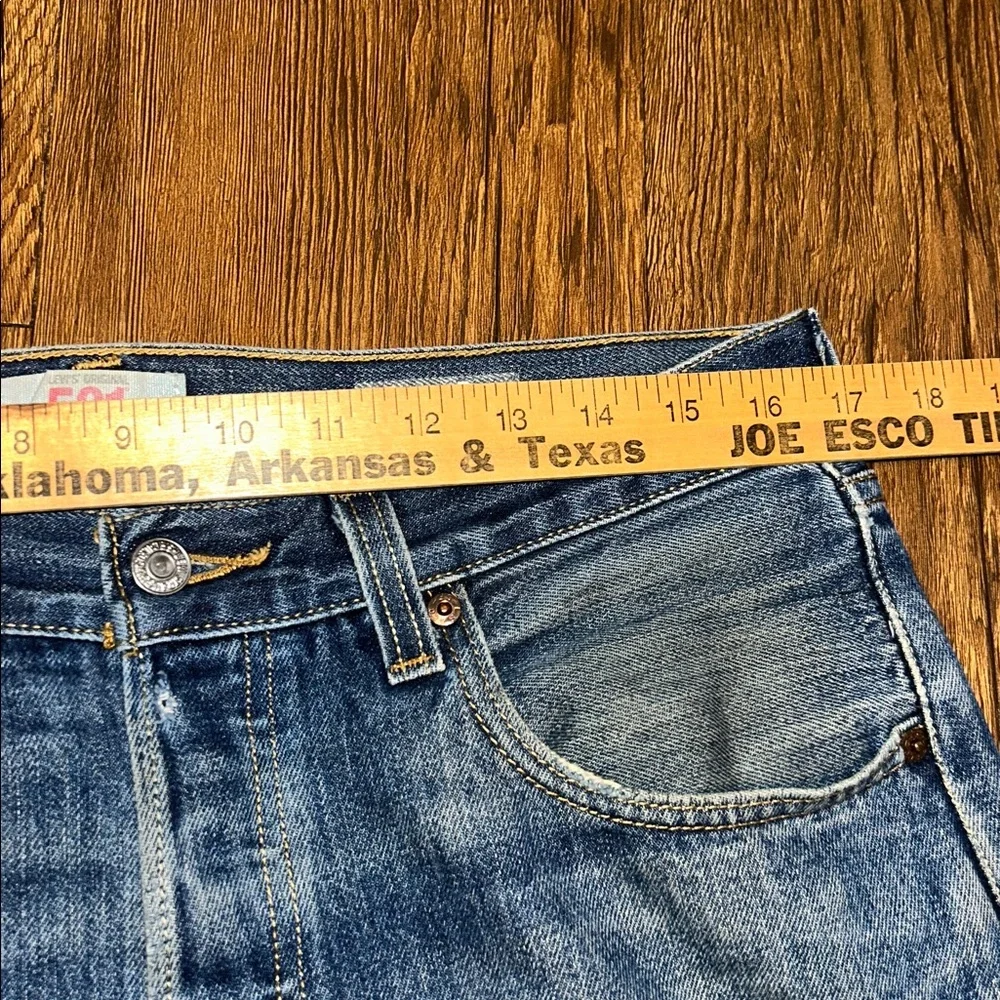 LEVI'S ORIGINAL
501
8 9 10 11 12 13 14 15 16 17 18
klahoma, Arkansas & Texas JOE ESCO TI